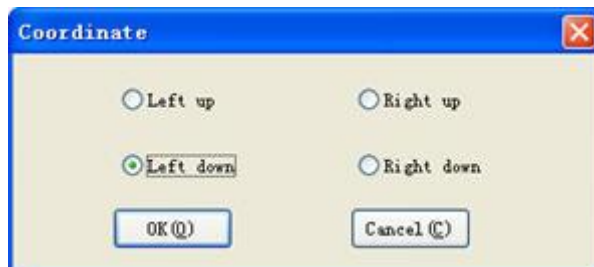 Coordinate
Left up
Right up
Left down
Right down
OK(O)
Cancel(C)